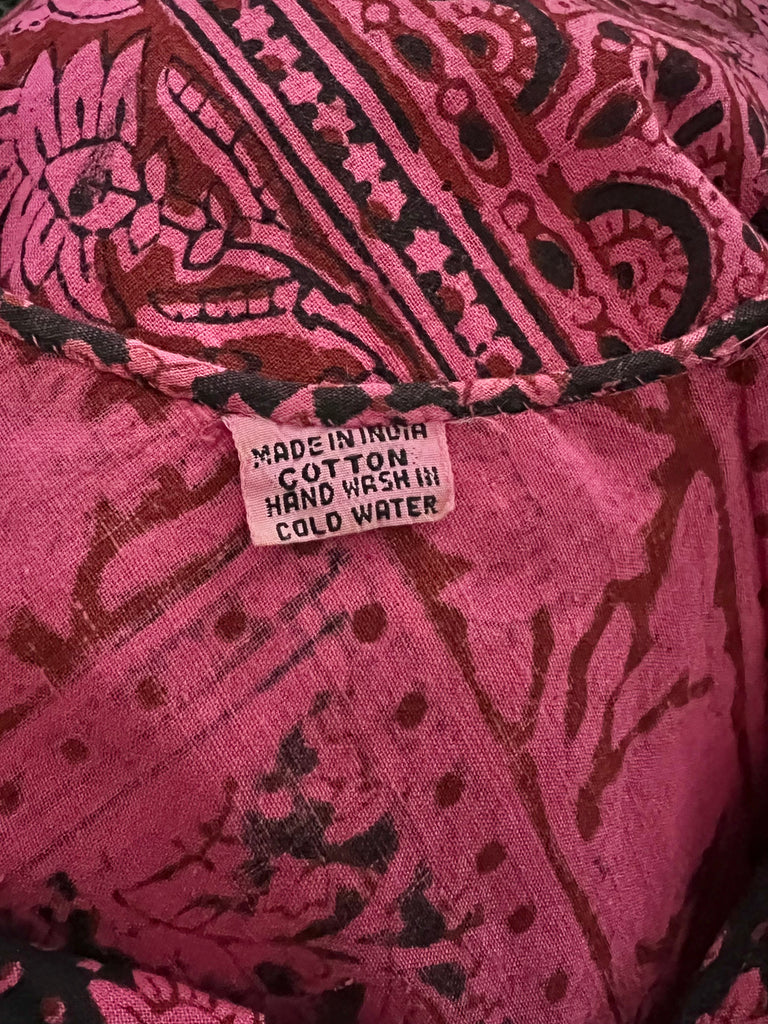 MADE IN INDIA
COTTON
HAND WASH IN
COLD WATER